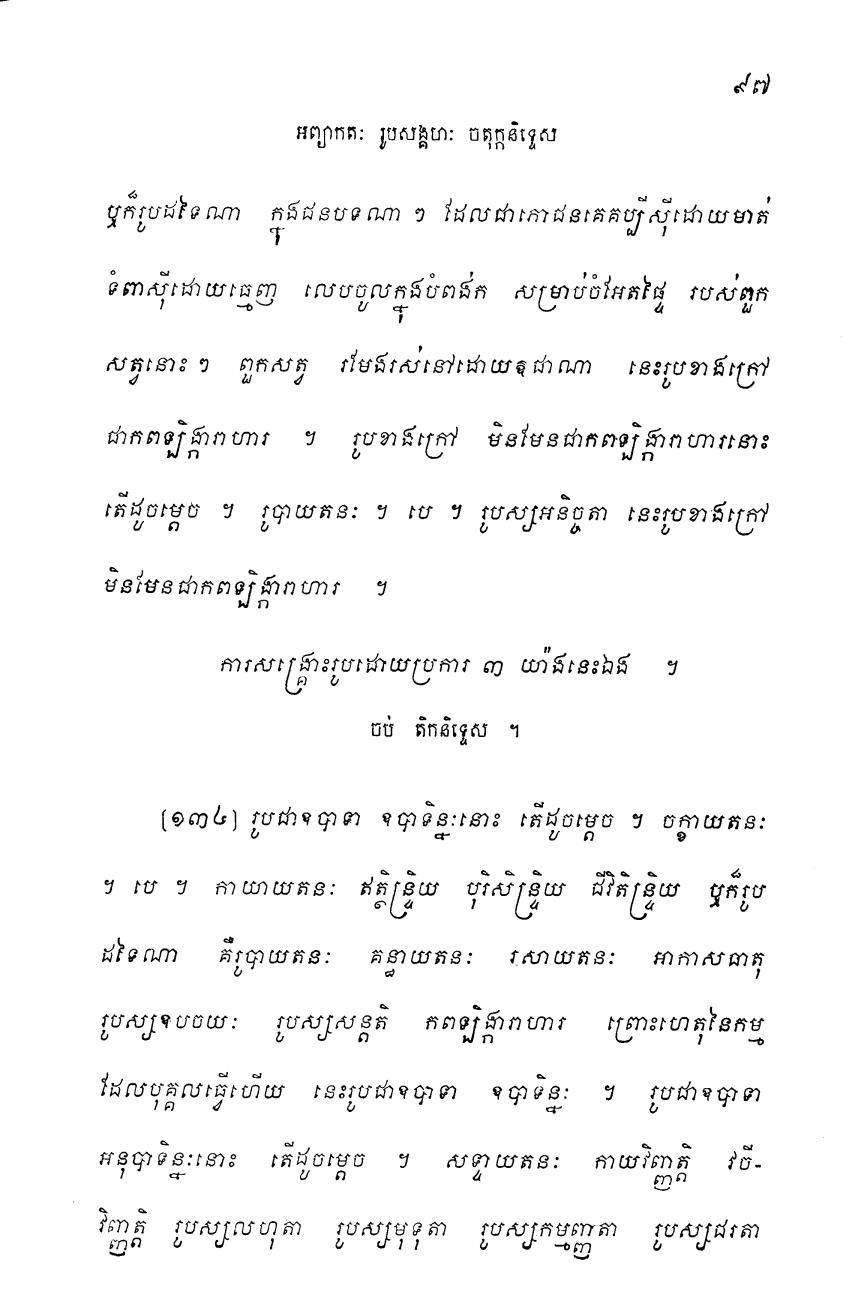 ៩៧
អព្យាកតៈ រូបសង្គហៈ ចតុក្កនិទ្ទេស
ឬក៏រូបដទៃណា ក្នុងជនបទណា ៗ ដែលជាភោជនគេគប្បីស៊ីដោយមាត់
ទំពាស៊ីដោយធ្មេញ លេបចូលក្នុងបំពង់ក សម្រាប់ចំអែតផ្ទៃ របស់ពួក
សត្វនោះ ៗ ពួកសត្វ រមែងរស់នៅដោយឱជាណា នេះរូបខាងក្រៅ
ជាកពឡិង្ការាហារ ។ រូបខាងក្រៅ មិនមែនជាកពឡិង្ការាហារនោះ
តើដូចម្តេច ។ រូបាយតនៈ ។ បេ ។ រូបស្សអនិច្ចតា នេះរូបខាងក្រៅ
មិនមែនជាកពឡិង្ការាហារ ។
ការសង្គ្រោះរូបដោយប្រការ ៣ យ៉ាងនេះឯង ។
ចប់ តិកនិទ្ទេស ។
[១៣៤] រូបជាឧបាទា ឧបាទិន្នៈនោះ តើដូចម្តេច ។ ចក្ខាយតនៈ
។ បេ ។ កាយាយតនៈ ឥត្ថិន្ទ្រិយ បុរិសិន្ទ្រិយ ជីវិតិន្ទ្រិយ ឬក៏រូប
ដទៃណា គឺរូបាយតនៈ គន្ធាយតនៈ រសាយតនៈ អាកាសធាតុ
រូបស្សឧបចយៈ រូបស្សសន្តតិ កពឡិង្ការាហារ ព្រោះហេតុនៃកម្ម
ដែលបុគ្គលធ្វើហើយ នេះរូបជាឧបាទា ឧបាទិន្នៈ ។ រូបជាឧបាទា
អនុបាទិន្នៈនោះ តើដូចម្តេច ។ សទ្ទាយតនៈ កាយវិញ្ញត្តិ វចី-
វិញ្ញត្តិ រូបស្សលហុតា រូបស្សមុទុតា រូបស្សកម្មញ្ញតា រូបស្សជរតា